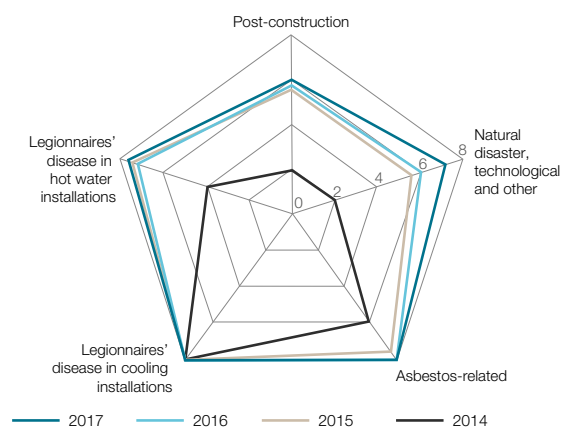 Post-construction
Natural
disaster,
technological
and other
8
6
4
2
0
Legionnaires’
disease in
hot water
installations
Legionnaires’
disease in cooling
installations
Asbestos-related
2017
2016
2015
2014